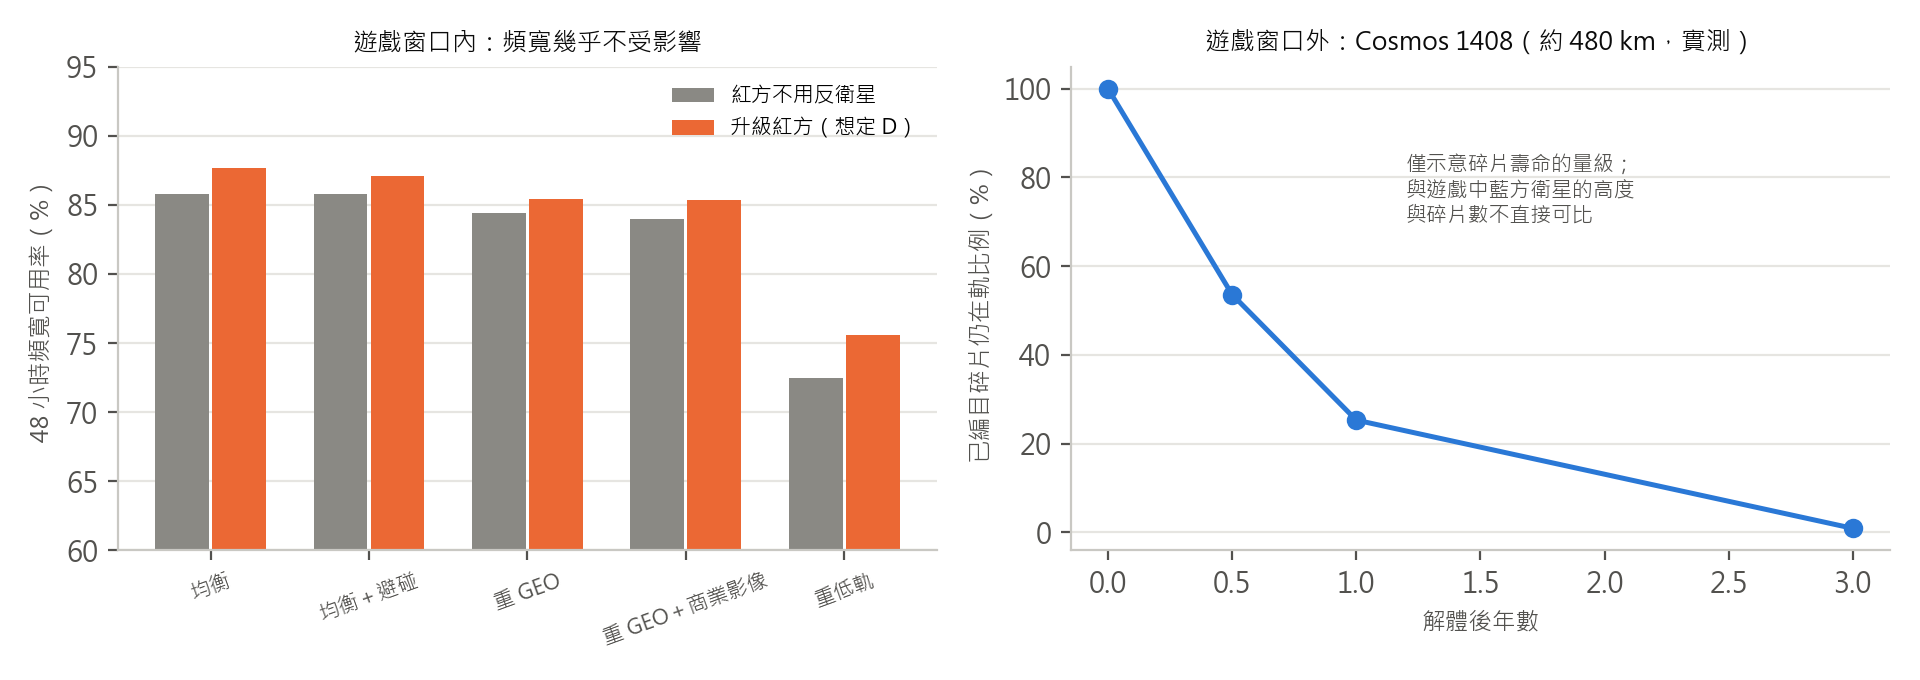 遊戲窗口內：頻寬幾乎不受影響
95
90
85
80
75
70
65
60
48 小時頻寬可用率（%）
紅方不用反衛星
升級紅方（想定 D）
均衡
均衡 + 避碰
重 GEO
重 GEO + 商業影像
重低軌
遊戲窗口外：Cosmos 1408（約 480 km，實測）
100
80
60
40
20
0
已編目碎片仍在軌比例（%）
僅示意碎片壽命的量級；
與遊戲中藍方衛星的高度
與碎片數不直接可比
0.0
0.5
1.0
1.5
2.0
2.5
3.0
解體後年數